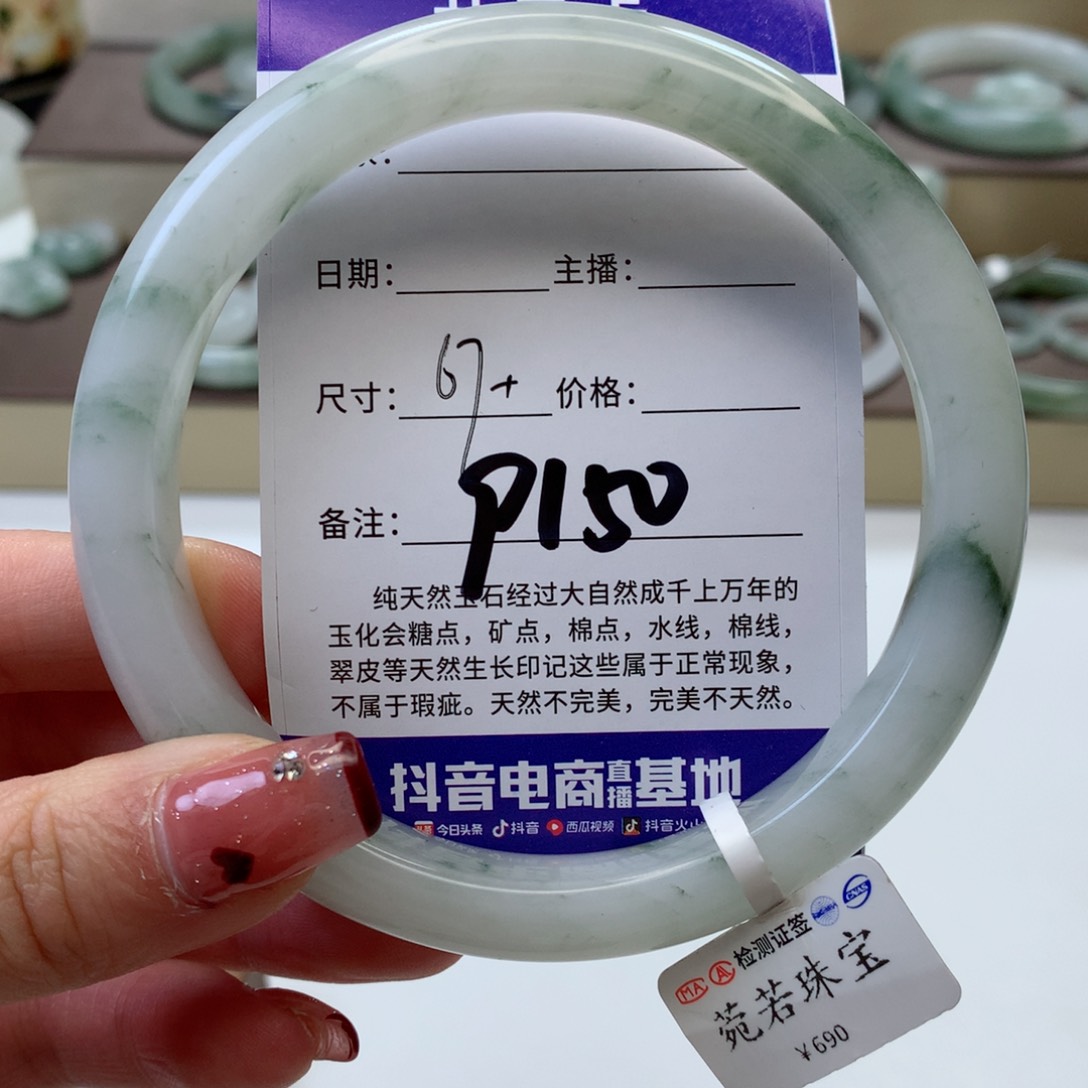 日期： 主播：
尺寸： 67+ 价格：
备注： P150
纯天然玉石经过大自然成千上万年的
玉化会糖点，矿点，棉点，水线，棉线，
翠皮等天然生长印记这些属于正常现象，
不属于瑕疵。天然不完美，完美不天然。
抖音电商直播基地
今日头条 抖音 西瓜视频 抖音火山
MA AL 检测证签 CNAS
菀若珠宝
¥690